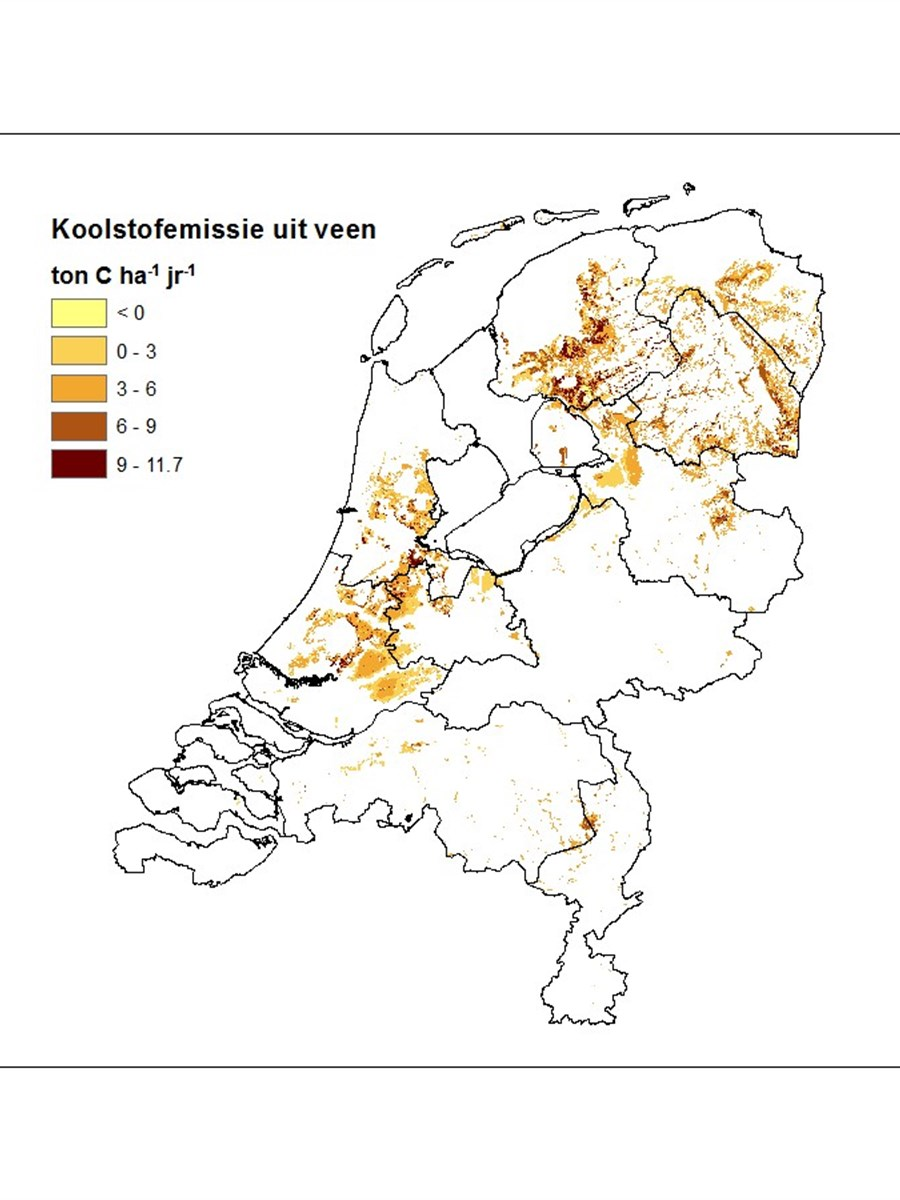 Koolstofemissie uit veen
ton C ha⁻¹ jr⁻¹
< 0
0 - 3
3 - 6
6 - 9
9 - 11.7